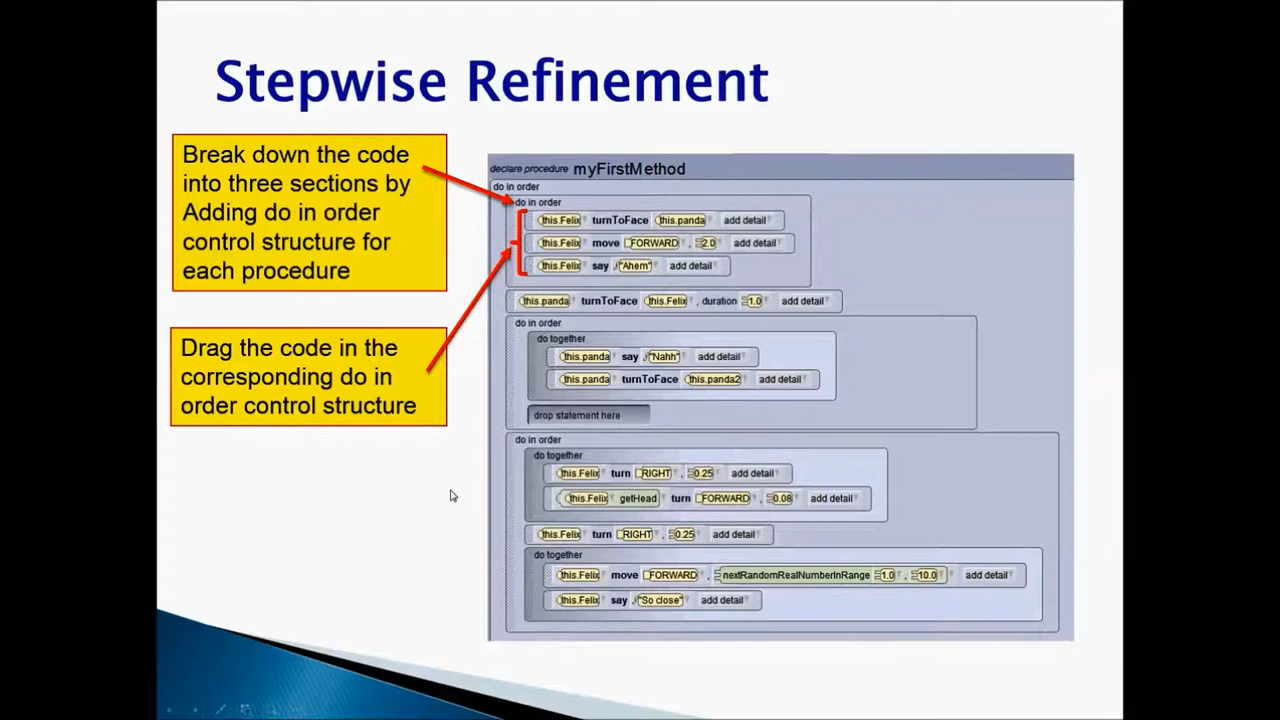 Stepwise Refinement
Break down the code
into three sections by
Adding do in order
control structure for
each procedure
Drag the code in the
corresponding do in
order control structure
declare procedure myFirstMethod
do in order
do in order
this.Felix turnToFace this.panda add detail
this.Felix move FORWARD , 2.0 add detail
this.Felix say "Ahem" add detail
this.panda turnToFace this.Felix , duration 1.0 add detail
do in order
do together
this.panda say "Nahh" add detail
this.panda turnToFace this.panda2 add detail
drop statement here
do in order
do together
this.Felix turn RIGHT , 0.25 add detail
this.Felix getHead turn FORWARD , 0.08 add detail
this.Felix turn RIGHT , 0.25 add detail
do together
this.Felix move FORWARD , nextRandomRealNumberInRange 1.0 , 10.0 add detail
this.Felix say "So close" add detail